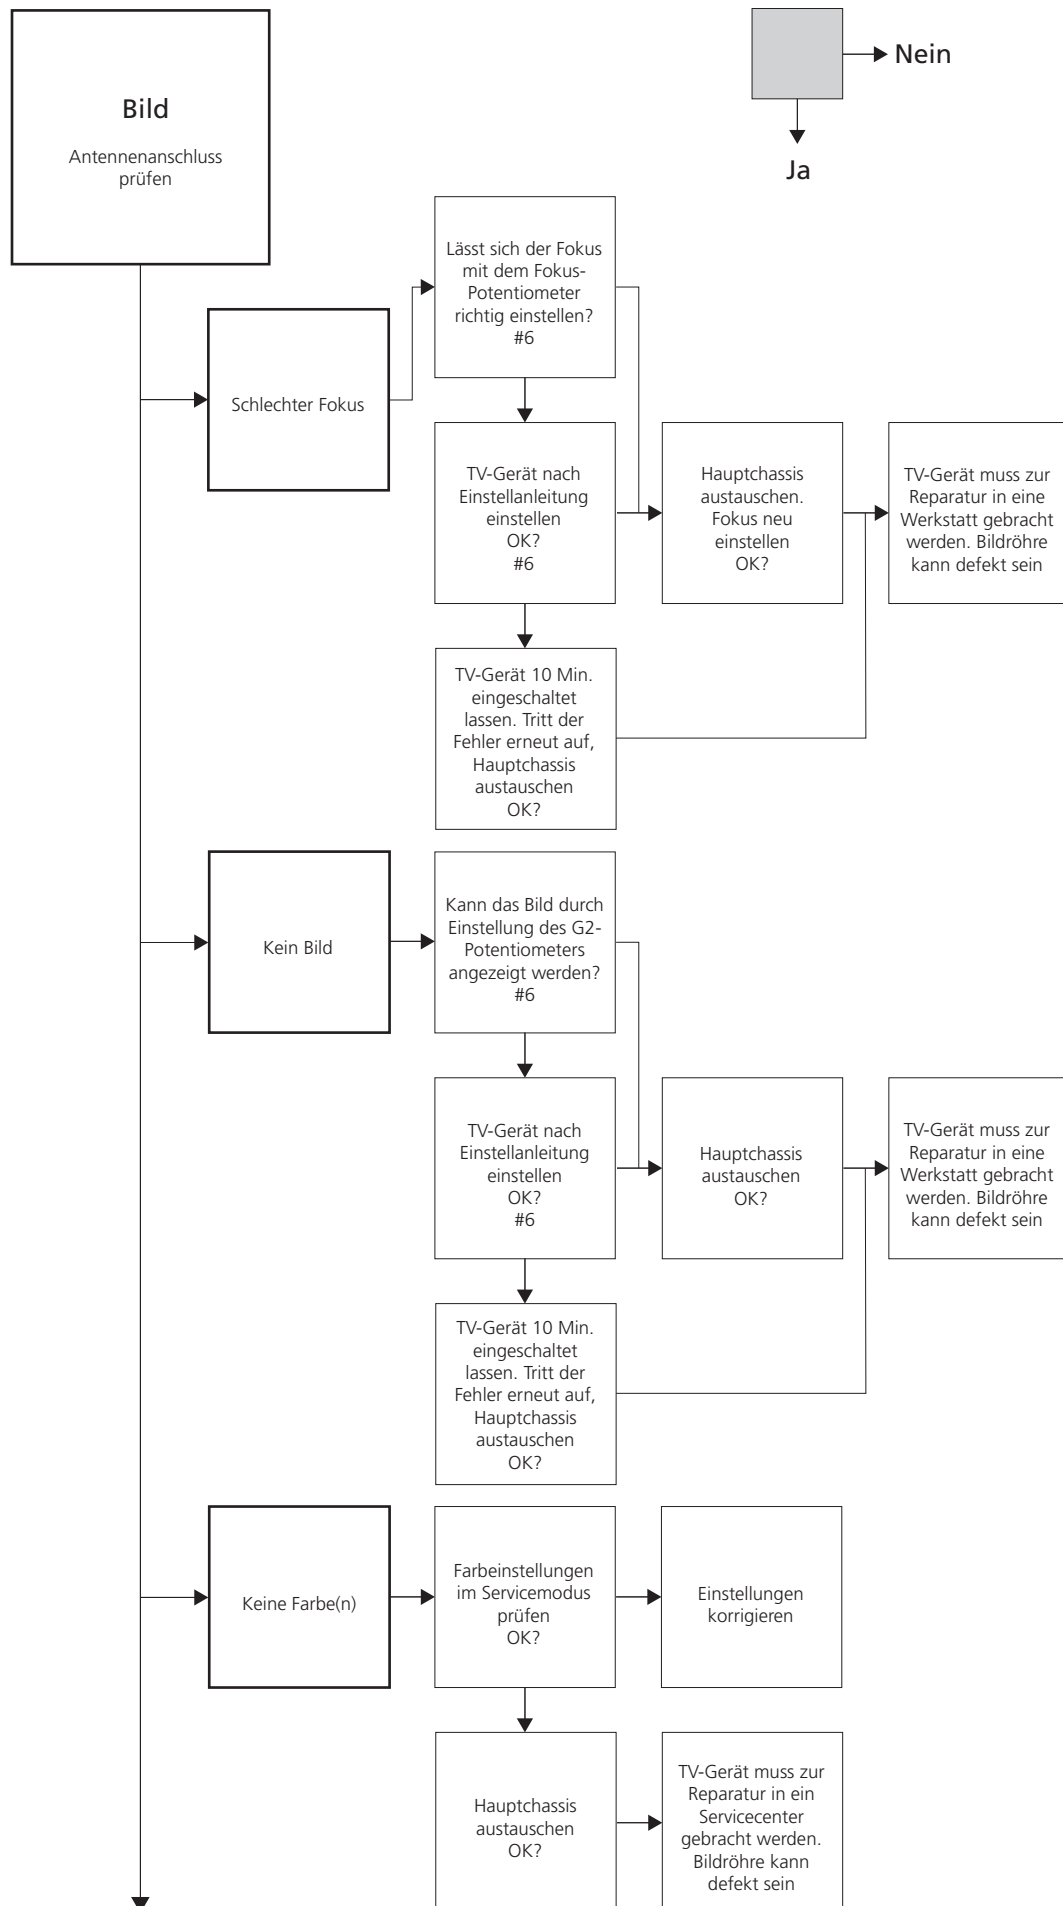 Bild
Antennenanschluss
prüfen
Nein
Ja
Schlechter Fokus
Lässt sich der Fokus
mit dem Fokus-
Potentiometer
richtig einstellen?
#6
TV-Gerät nach
Einstellanleitung
einstellen
OK?
#6
Hauptchassis
austauschen.
Fokus neu
einstellen
OK?
TV-Gerät muss zur
Reparatur in eine
Werkstatt gebracht
werden. Bildröhre
kann defekt sein
TV-Gerät 10 Min.
eingeschaltet
lassen. Tritt der
Fehler erneut auf,
Hauptchassis
austauschen
OK?
Kein Bild
Kann das Bild durch
Einstellung des G2-
Potentiometers
angezeigt werden?
#6
TV-Gerät nach
Einstellanleitung
einstellen
OK?
#6
Hauptchassis
austauschen
OK?
TV-Gerät muss zur
Reparatur in eine
Werkstatt gebracht
werden. Bildröhre
kann defekt sein
TV-Gerät 10 Min.
eingeschaltet
lassen. Tritt der
Fehler erneut auf,
Hauptchassis
austauschen
OK?
Keine Farbe(n)
Farbeinstellungen
im Servicemodus
prüfen
OK?
Einstellungen
korrigieren
Hauptchassis
austauschen
OK?
TV-Gerät muss zur
Reparatur in ein
Servicecenter
gebracht werden.
Bildröhre kann
defekt sein